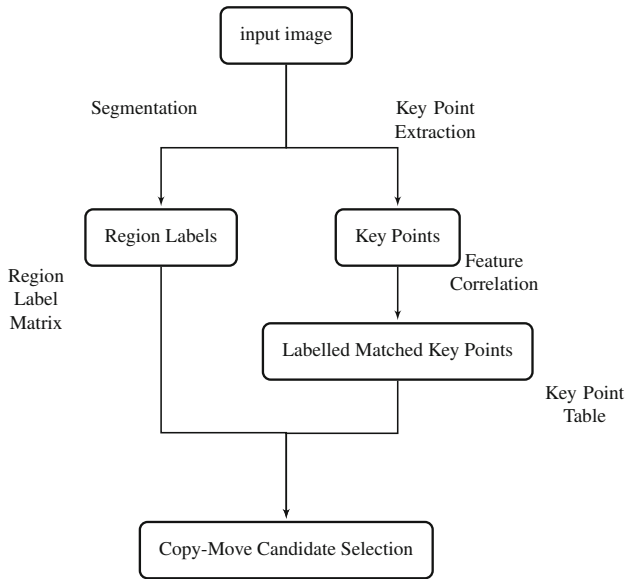 input image
Segmentation
Key Point
Extraction
Region Labels
Key Points
Region
Label
Matrix
Feature
Correlation
Labelled Matched Key Points
Key Point
Table
Copy-Move Candidate Selection